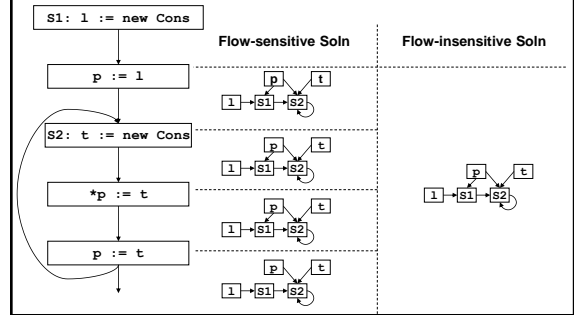 S1: l := new Cons
Flow-sensitive Soln
Flow-insensitive Soln
p := l
p t
l S1 S2
S2: t := new Cons
p t
l S1 S2
p t
l S1 S2
*p := t
p t
l S1 S2
p := t
p t
l S1 S2